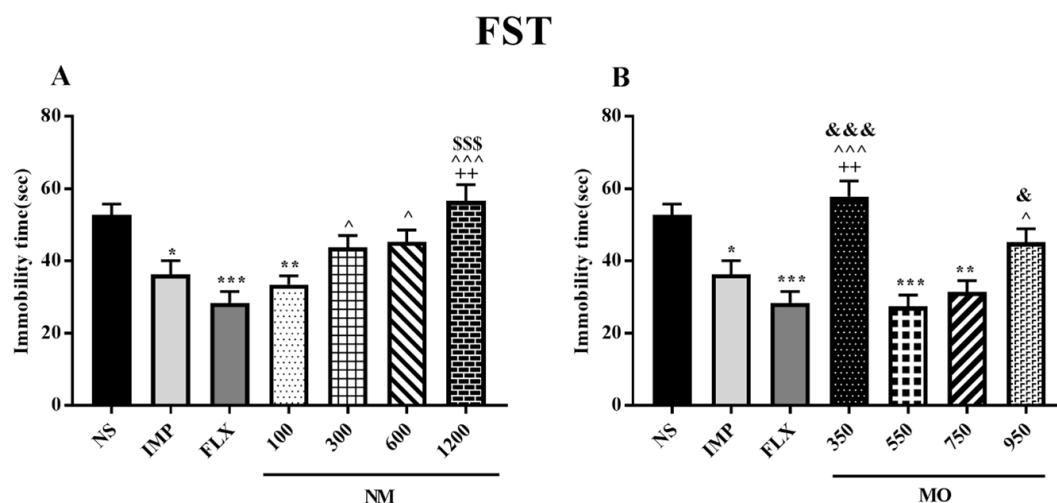 FST
A
Immobility time(sec)
80
60
40
20
0
*
***
**
^
^
$$$
^^^
++
NS
IMP
FLX
100
300
600
1200
NM
B
Immobility time(sec)
80
60
40
20
0
*
***
&&&
^^^
++
***
**
&
^
NS
IMP
FLX
350
550
750
950
MO